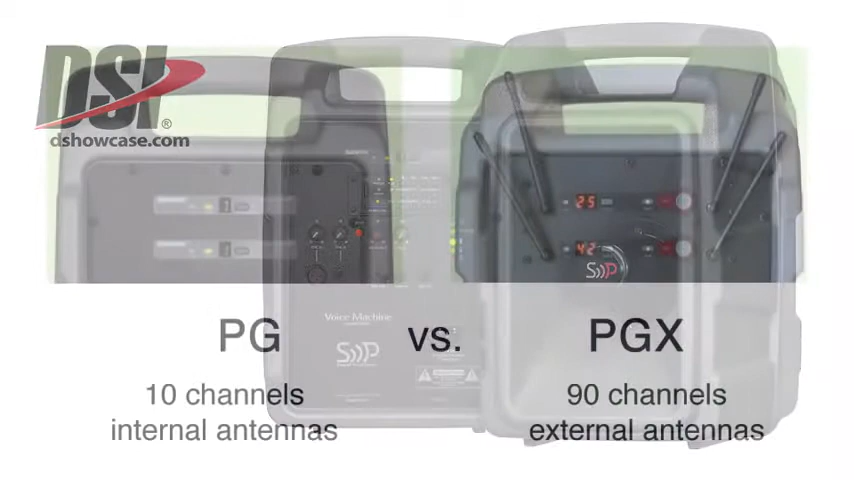 DSI®
dshowcase.com
25
42
S)))P
Voice Machine
S)))P
PG vs. PGX
10 channels
90 channels
internal antennas
external antennas